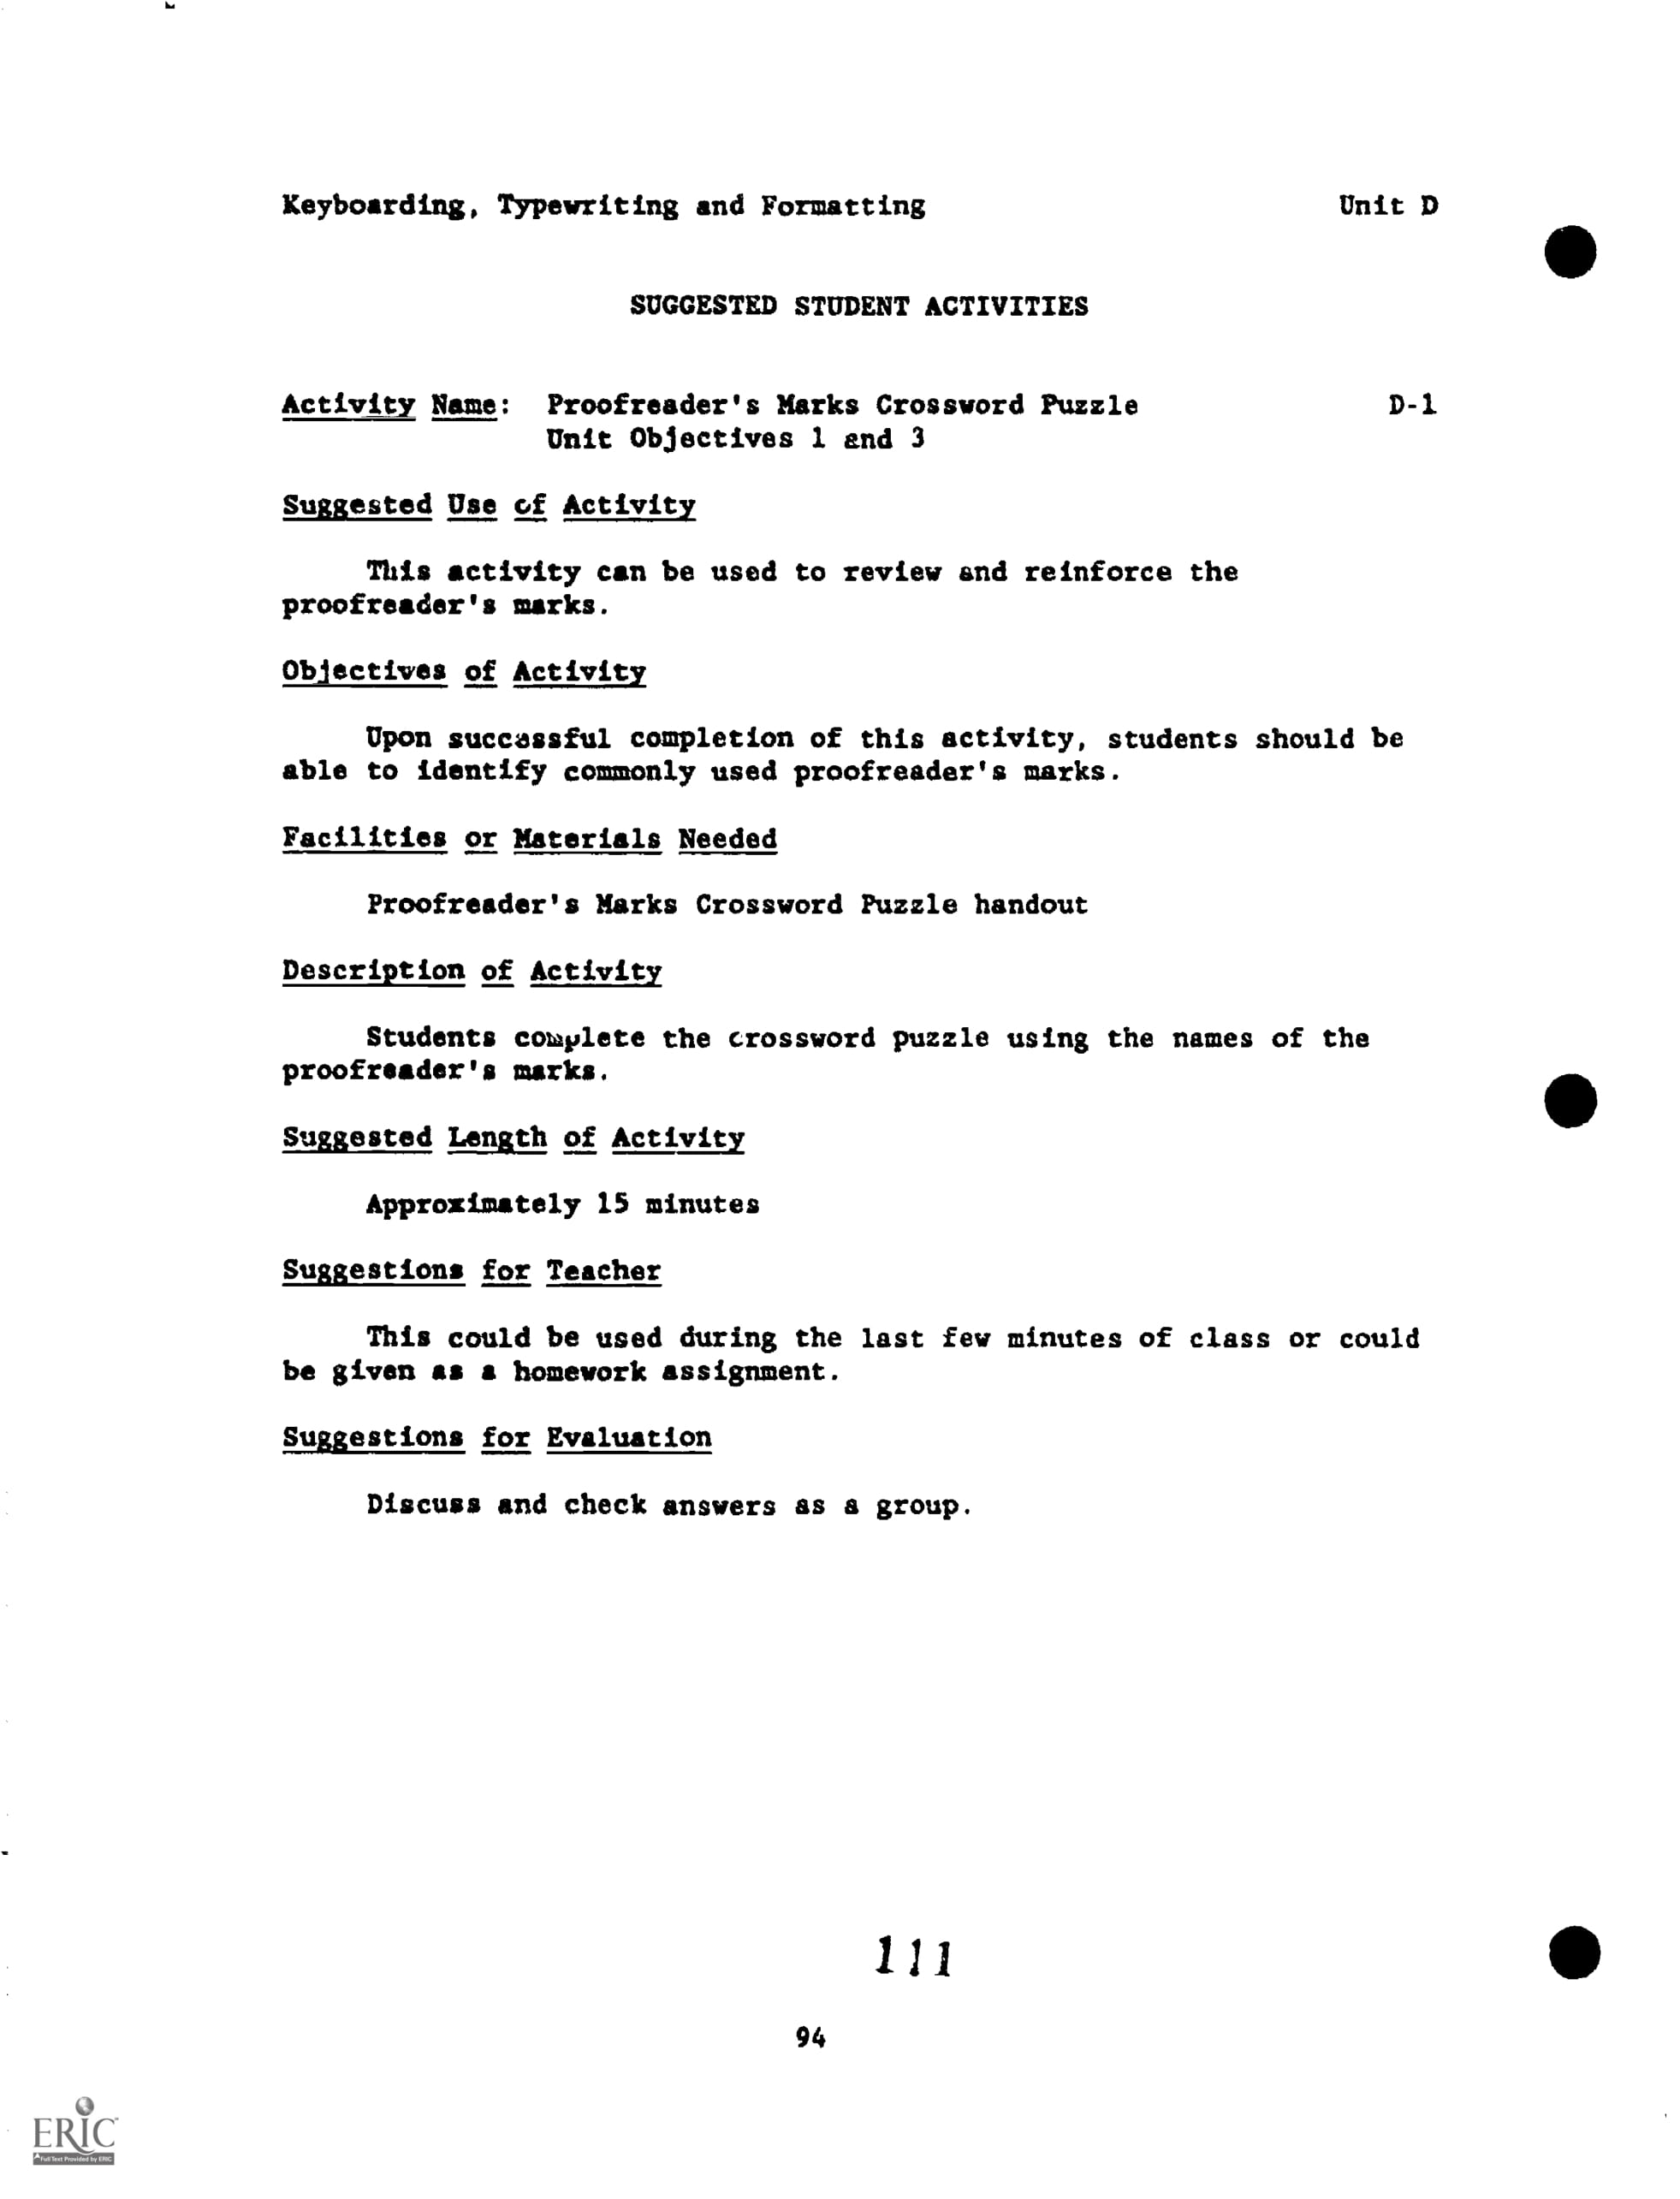 Keyboarding, Typewriting and Formatting Unit D
SUGGESTED STUDENT ACTIVITIES
Activity Name: Proofreader's Marks Crossword Puzzle D-1
Unit Objectives 1 and 3
Suggested Use of Activity
This activity can be used to review and reinforce the
proofreader's marks.
Objectives of Activity
Upon successful completion of this activity, students should be
able to identify commonly used proofreader's marks.
Facilities or Materials Needed
Proofreader's Marks Crossword Puzzle handout
Description of Activity
Students complete the crossword puzzle using the names of the
proofreader's marks.
Suggested Length of Activity
Approximately 15 minutes
Suggestions for Teacher
This could be used during the last few minutes of class or could
be given as a homework assignment.
Suggestions for Evaluation
Discuss and check answers as a group.
111
94
ERIC
Full Text Provided by ERIC